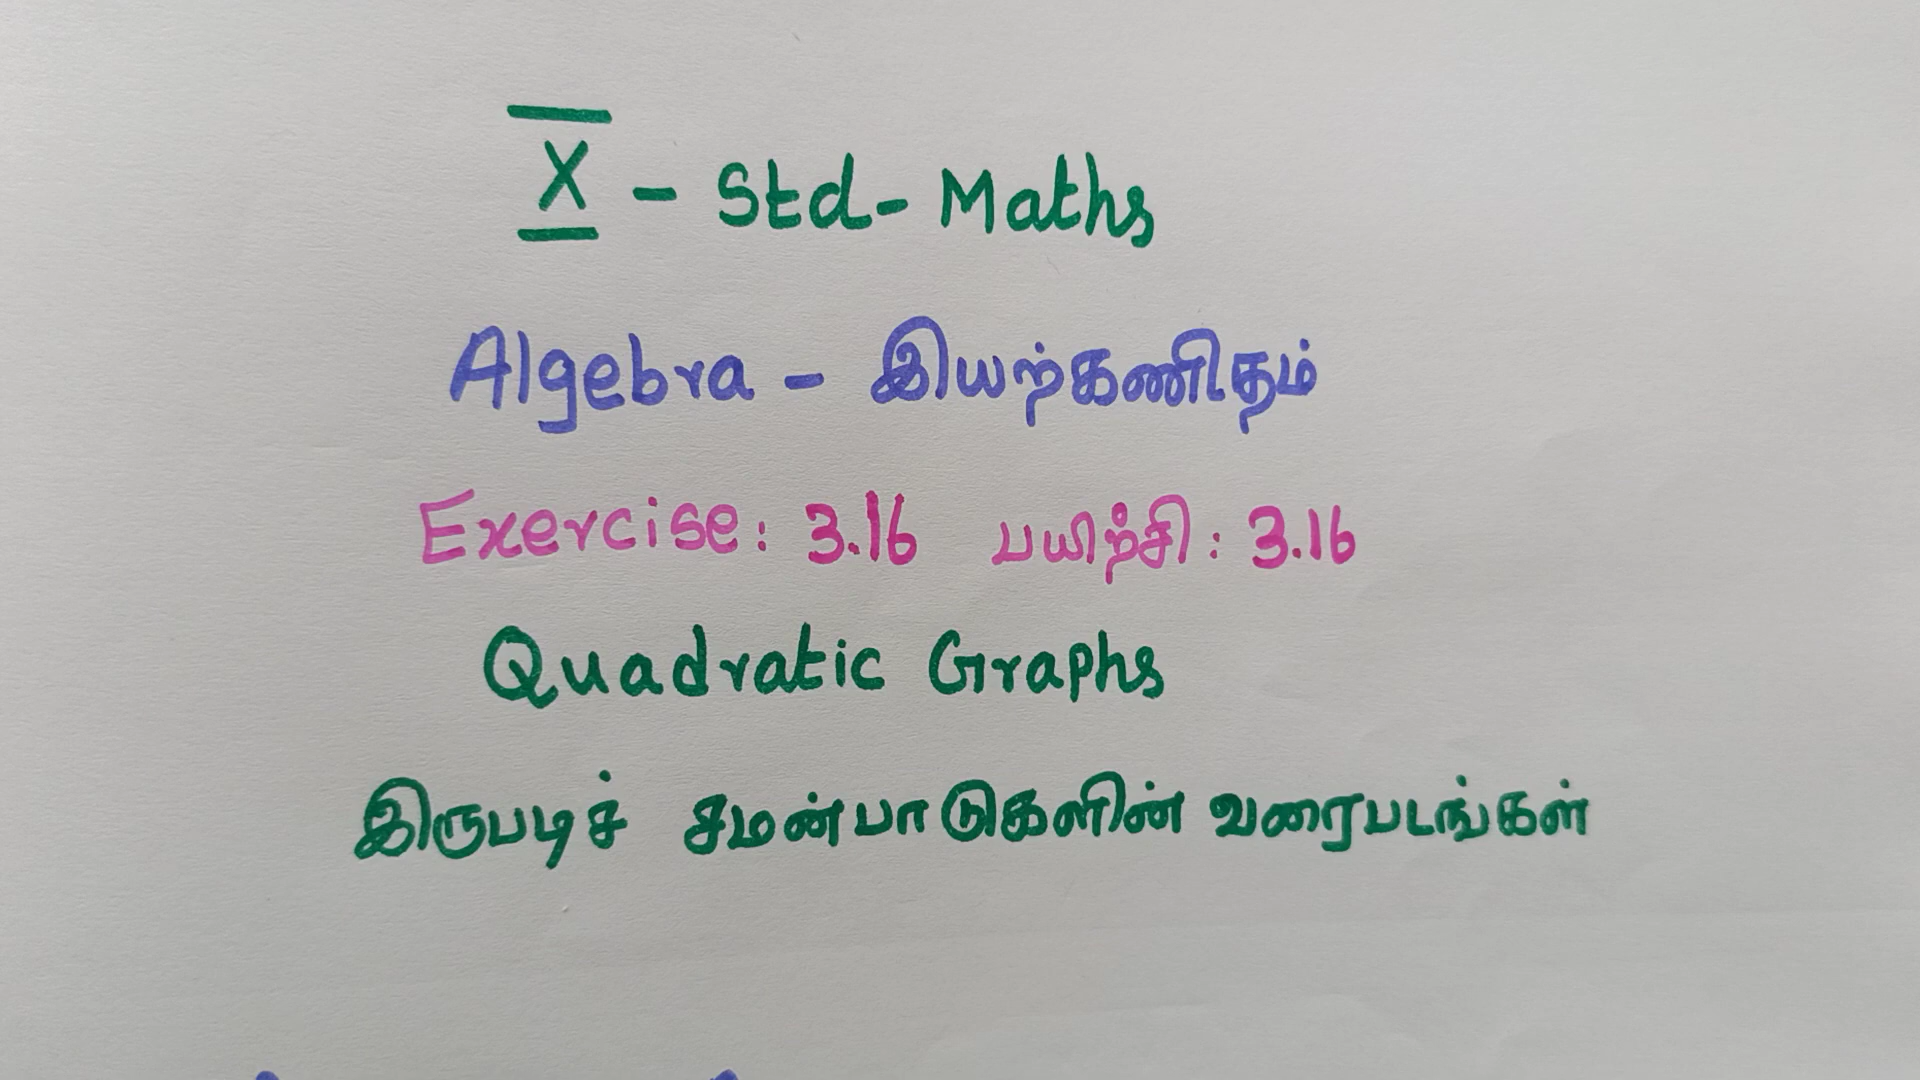 X - Std - Maths
Algebra - இயற்கணிதம்
Exercise: 3.16 பயிற்சி: 3.16
Quadratic Graphs
இருபடிச் சமன்பாடுகளின் வரைபடங்கள்